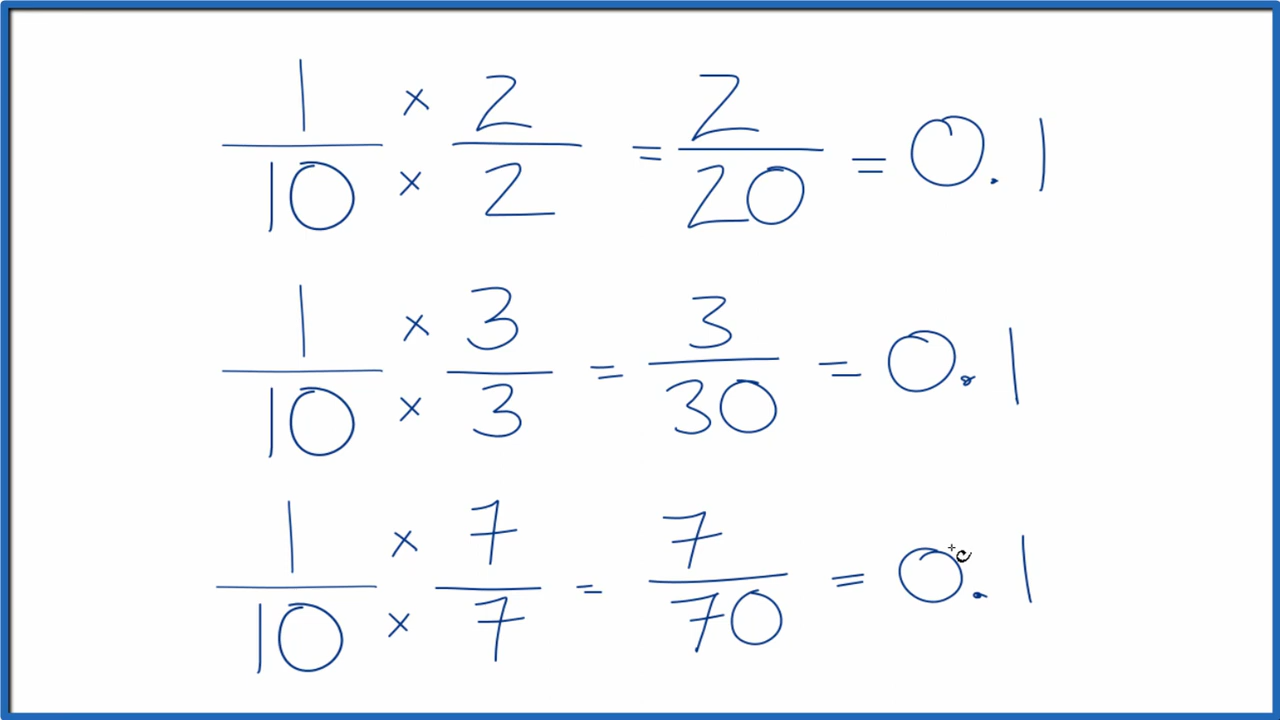 1/10 × 2/2 = 2/20 = 0.1
1/10 × 3/3 = 3/30 = 0.1
1/10 × 7/7 = 7/70 = 0.1